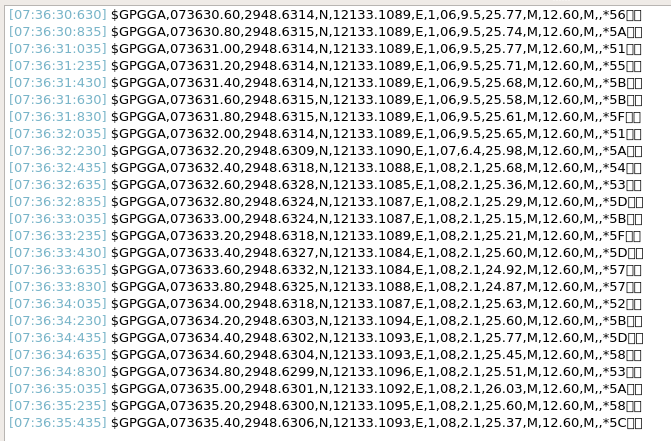 [07:36:30:630] $GPGGA,073630.60,2948.6314,N,12133.1089,E,1,06,9.5,25.77,M,12.60,M,,*56
[07:36:30:835] $GPGGA,073630.80,2948.6315,N,12133.1089,E,1,06,9.5,25.74,M,12.60,M,,*5A
[07:36:31:035] $GPGGA,073631.00,2948.6314,N,12133.1089,E,1,06,9.5,25.77,M,12.60,M,,*51
[07:36:31:235] $GPGGA,073631.20,2948.6314,N,12133.1089,E,1,06,9.5,25.71,M,12.60,M,,*55
[07:36:31:430] $GPGGA,073631.40,2948.6314,N,12133.1089,E,1,06,9.5,25.68,M,12.60,M,,*5B
[07:36:31:630] $GPGGA,073631.60,2948.6315,N,12133.1089,E,1,06,9.5,25.58,M,12.60,M,,*5B
[07:36:31:830] $GPGGA,073631.80,2948.6315,N,12133.1089,E,1,06,9.5,25.61,M,12.60,M,,*5F
[07:36:32:035] $GPGGA,073632.00,2948.6314,N,12133.1089,E,1,06,9.5,25.65,M,12.60,M,,*51
[07:36:32:230] $GPGGA,073632.20,2948.6309,N,12133.1090,E,1,07,6.4,25.98,M,12.60,M,,*5A
[07:36:32:435] $GPGGA,073632.40,2948.6318,N,12133.1088,E,1,08,2.1,25.68,M,12.60,M,,*54
[07:36:32:635] $GPGGA,073632.60,2948.6328,N,12133.1085,E,1,08,2.1,25.36,M,12.60,M,,*53
[07:36:32:835] $GPGGA,073632.80,2948.6324,N,12133.1087,E,1,08,2.1,25.29,M,12.60,M,,*5D
[07:36:33:035] $GPGGA,073633.00,2948.6324,N,12133.1087,E,1,08,2.1,25.15,M,12.60,M,,*5B
[07:36:33:235] $GPGGA,073633.20,2948.6318,N,12133.1089,E,1,08,2.1,25.21,M,12.60,M,,*5F
[07:36:33:430] $GPGGA,073633.40,2948.6327,N,12133.1084,E,1,08,2.1,25.60,M,12.60,M,,*5D
[07:36:33:635] $GPGGA,073633.60,2948.6332,N,12133.1084,E,1,08,2.1,24.92,M,12.60,M,,*57
[07:36:33:830] $GPGGA,073633.80,2948.6325,N,12133.1088,E,1,08,2.1,24.87,M,12.60,M,,*57
[07:36:34:035] $GPGGA,073634.00,2948.6318,N,12133.1087,E,1,08,2.1,25.63,M,12.60,M,,*52
[07:36:34:230] $GPGGA,073634.20,2948.6303,N,12133.1094,E,1,08,2.1,25.60,M,12.60,M,,*5B
[07:36:34:435] $GPGGA,073634.40,2948.6302,N,12133.1093,E,1,08,2.1,25.77,M,12.60,M,,*5D
[07:36:34:635] $GPGGA,073634.60,2948.6304,N,12133.1093,E,1,08,2.1,25.45,M,12.60,M,,*58
[07:36:34:830] $GPGGA,073634.80,2948.6299,N,12133.1096,E,1,08,2.1,25.51,M,12.60,M,,*53
[07:36:35:035] $GPGGA,073635.00,2948.6301,N,12133.1092,E,1,08,2.1,26.03,M,12.60,M,,*5A
[07:36:35:235] $GPGGA,073635.20,2948.6300,N,12133.1095,E,1,08,2.1,25.60,M,12.60,M,,*58
[07:36:35:435] $GPGGA,073635.40,2948.6306,N,12133.1093,E,1,08,2.1,25.37,M,12.60,M,,*5C